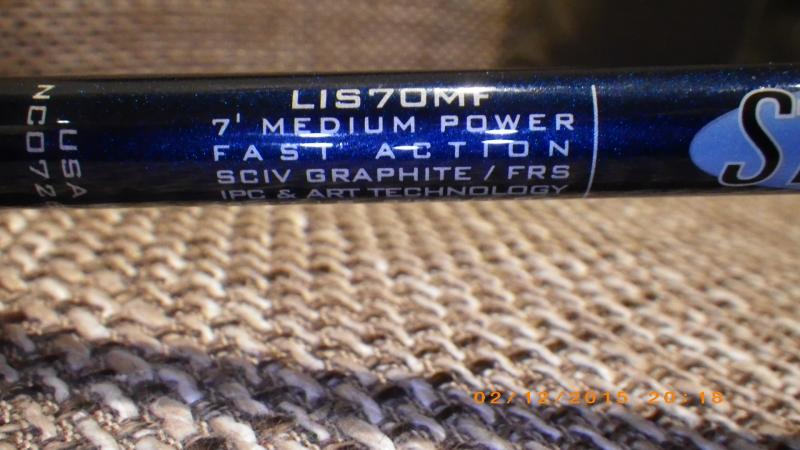 LIS70MF
7' MEDIUM POWER
FAST ACTION
SCIV GRAPHITE / FRS
IPC & ART TECHNOLOGY
USA
02/12/2015 20:18